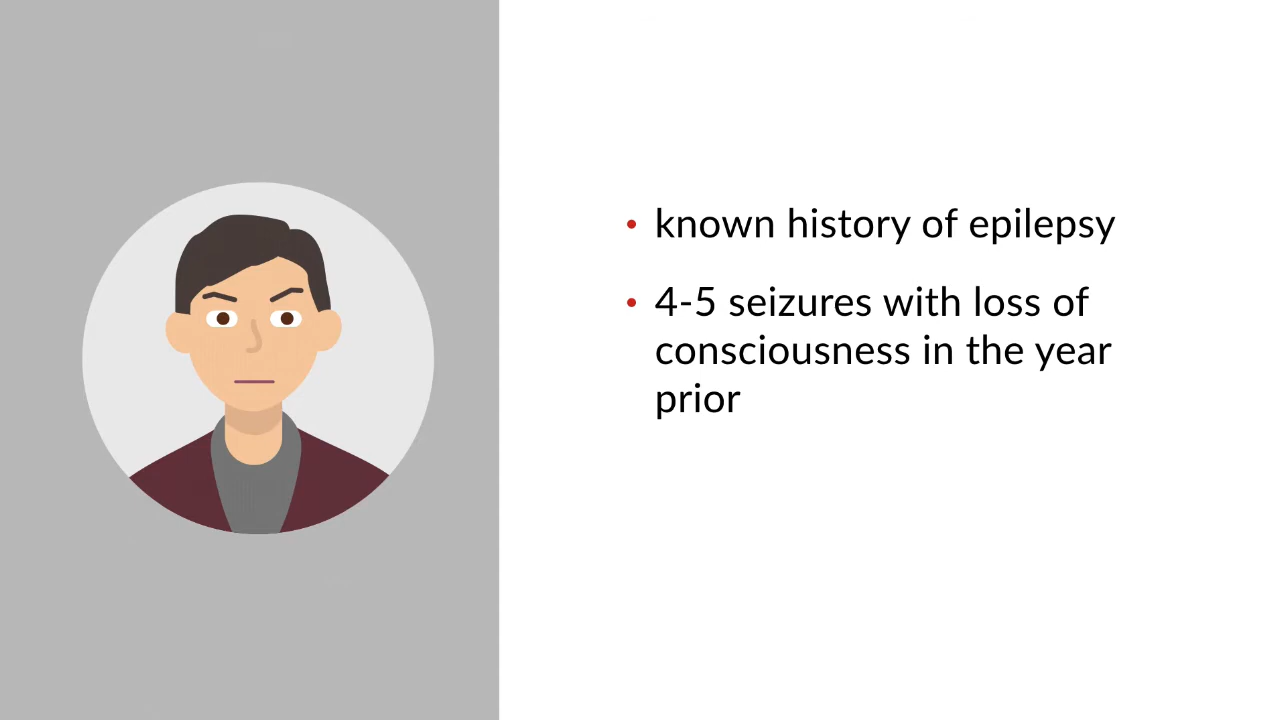 • known history of epilepsy
• 4-5 seizures with loss of
consciousness in the year
prior